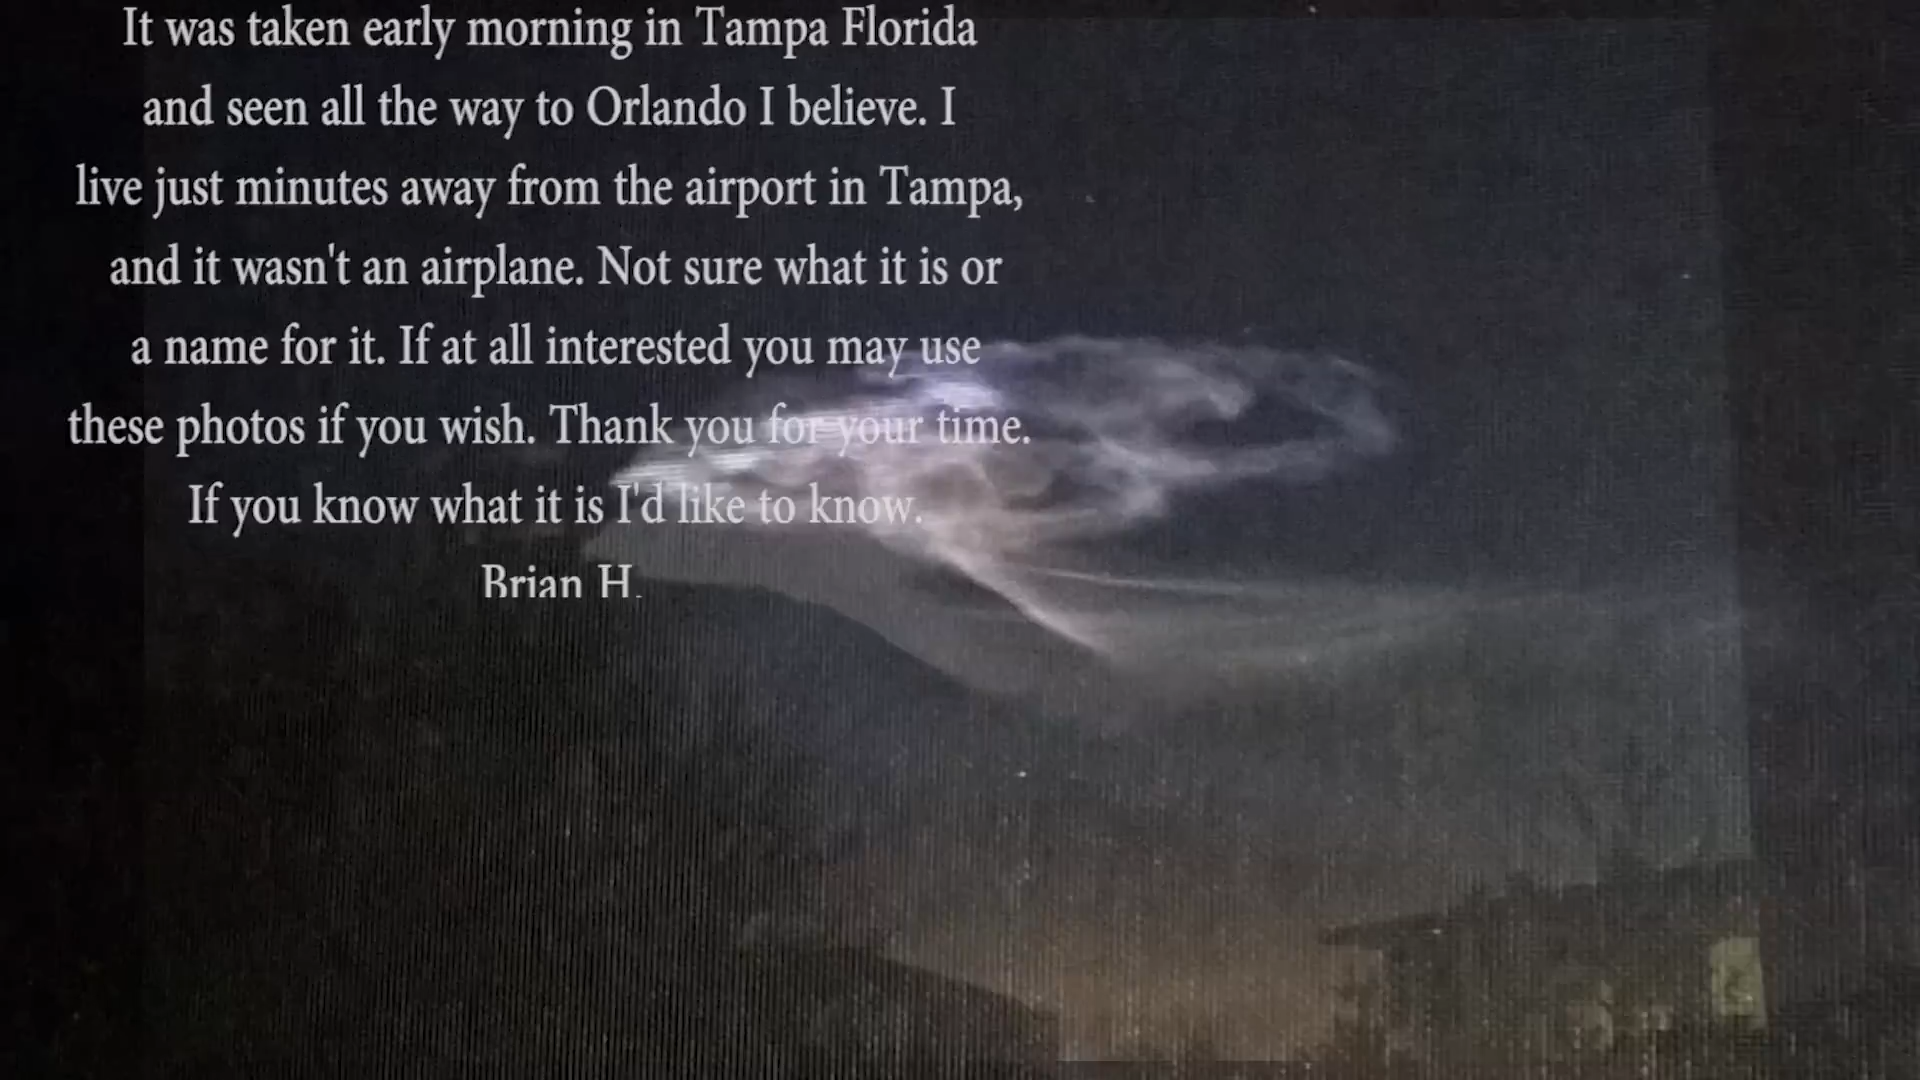 It was taken early morning in Tampa Florida
and seen all the way to Orlando I believe. I
live just minutes away from the airport in Tampa,
and it wasn't an airplane. Not sure what it is or
a name for it. If at all interested you may use
these photos if you wish. Thank you for your time.
If you know what it is I'd like to know.
Brian H.